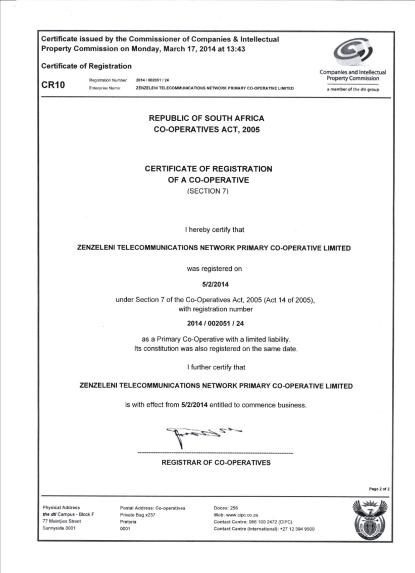 Certificate issued by the Commissioner of Companies & Intellectual
Property Commission on Monday, March 17, 2014 at 13:43
Certificate of Registration
CR10
Registration Number: 2014 / 002051 / 24
Enterprise Name: ZENZELENI TELECOMMUNICATIONS NETWORK PRIMARY CO-OPERATIVE LIMITED
Companies and Intellectual
Property Commission
a member of the dti group
REPUBLIC OF SOUTH AFRICA
CO-OPERATIVES ACT, 2005
CERTIFICATE OF REGISTRATION
OF A CO-OPERATIVE
(SECTION 7)
I hereby certify that
ZENZELENI TELECOMMUNICATIONS NETWORK PRIMARY CO-OPERATIVE LIMITED
was registered on
5/2/2014
under Section 7 of the Co-Operatives Act, 2005 (Act 14 of 2005),
with registration number
2014 / 002051 / 24
as a Primary Co-Operative with a limited liability.
Its constitution was also registered on the same date.
I further certify that
ZENZELENI TELECOMMUNICATIONS NETWORK PRIMARY CO-OPERATIVE LIMITED
is with effect from 5/2/2014 entitled to commence business.
REGISTRAR OF CO-OPERATIVES
Page 2 of 2
Physical Address
the dti Campus - Block F
77 Meintjies Street
Sunnyside 0001
Postal Address: Co-operatives
Private Bag x237
Pretoria
0001
Docex: 256
Web: www.cipc.co.za
Contact Centre: 086 100 2472 (CIPC)
Contact Centre (International): +27 12 394 9500